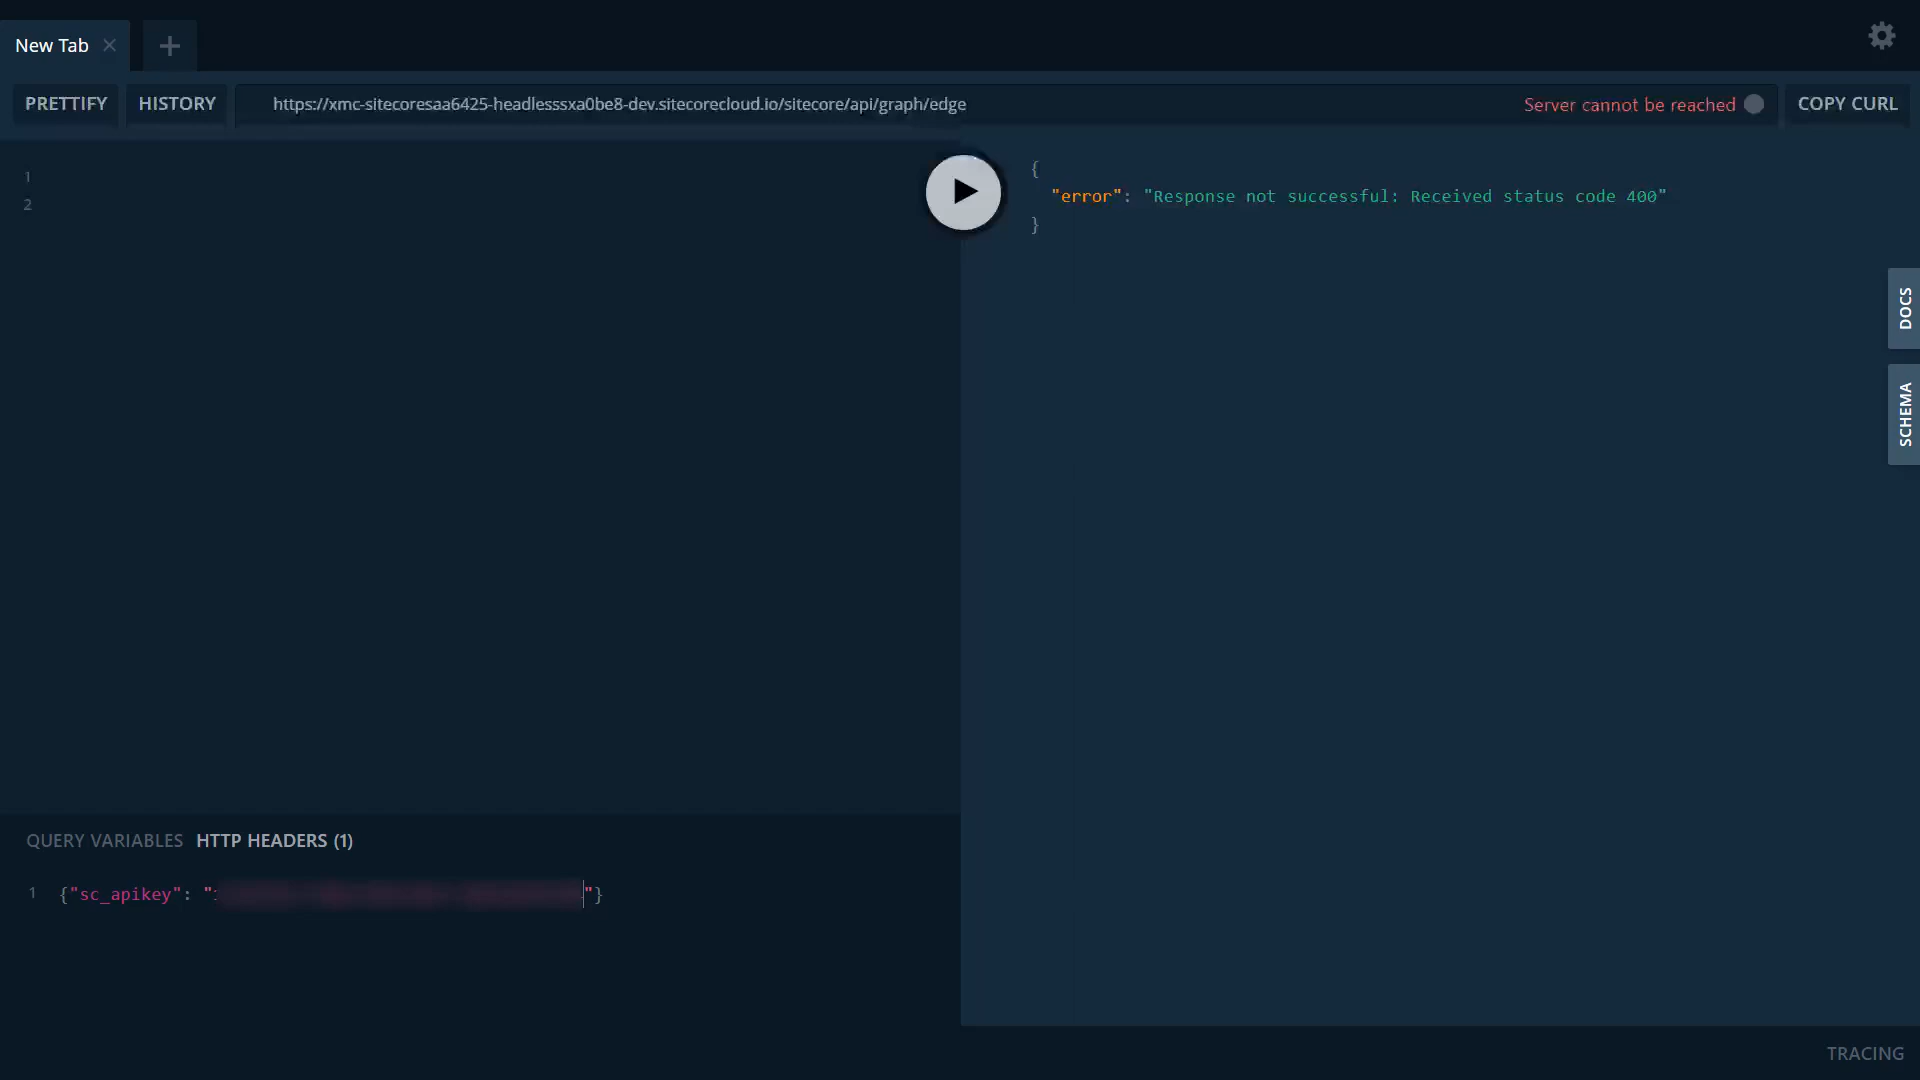 New Tab
PRETTIFY HISTORY https://xmc-sitecoresaa6425-headlesssxa0be8-dev.sitecorecloud.io/sitecore/api/graph/edge Server cannot be reached COPY CURL
1
2
{
"error": "Response not successful: Received status code 400"
}
DOCS
SCHEMA
QUERY VARIABLES HTTP HEADERS (1)
1 {"sc_apikey": " "}
TRACING